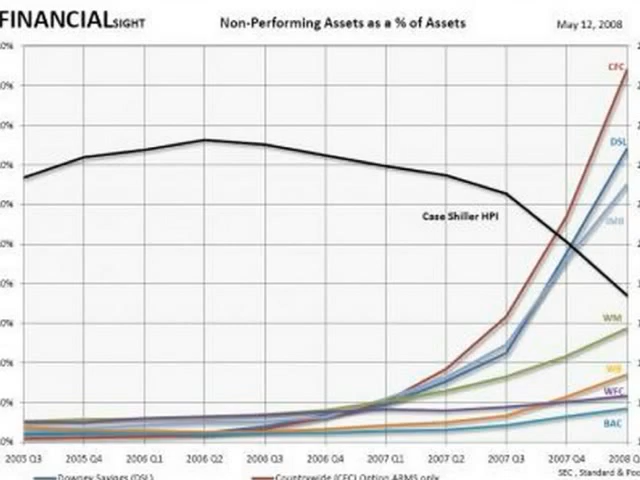 FINANCIALSIGHT
Non-Performing Assets as a % of Assets
May 12, 2008
CFC
DSL
IMB
Case Shiller HPI
WM
WB
WFC
BAC
2005 Q3
2005 Q4
2006 Q1
2006 Q2
2006 Q3
2006 Q4
2007 Q1
2007 Q2
2007 Q3
2007 Q4
2008
SEC, Standard &
Downey Savings (DSL)
Countrywide (CFC) Option ARMS only